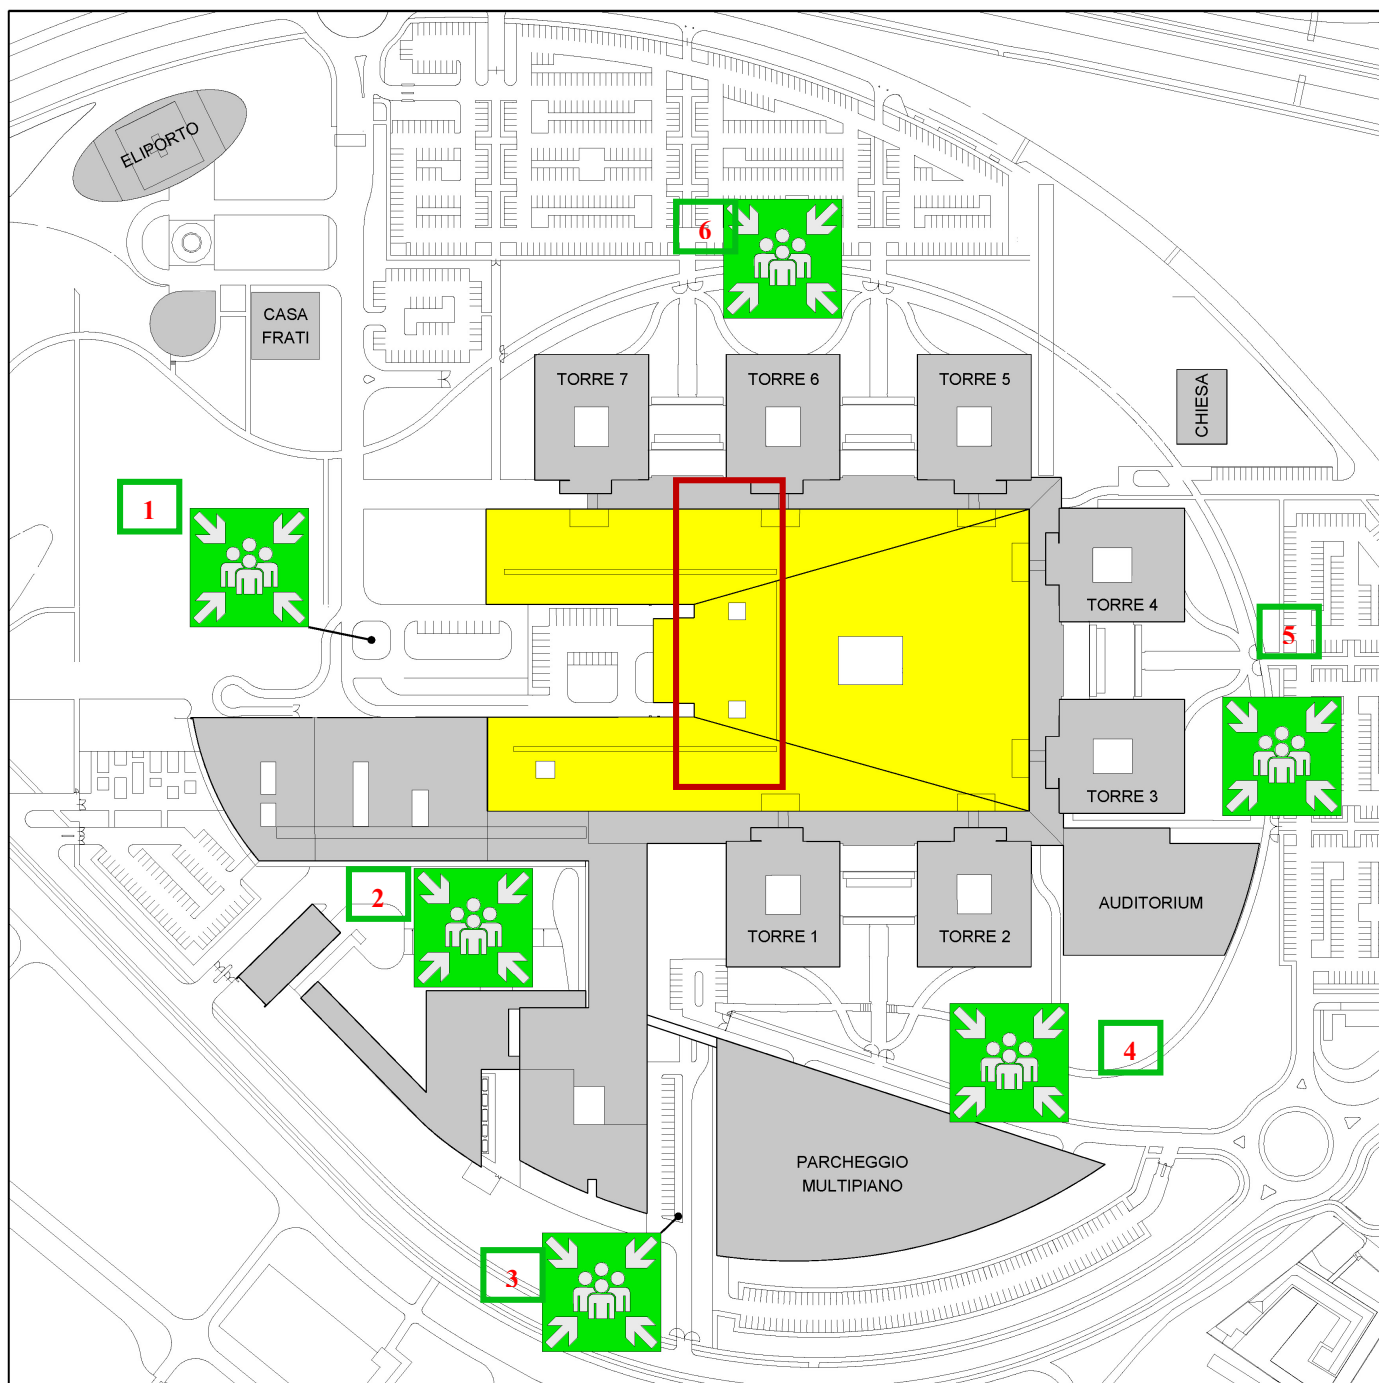 ELIPORTO
6
CASA
FRATI
TORRE 7
TORRE 6
TORRE 5
CHIESA
1
TORRE 4
5
TORRE 3
2
AUDITORIUM
TORRE 1
TORRE 2
4
PARCHEGGIO
MULTIPIANO
3